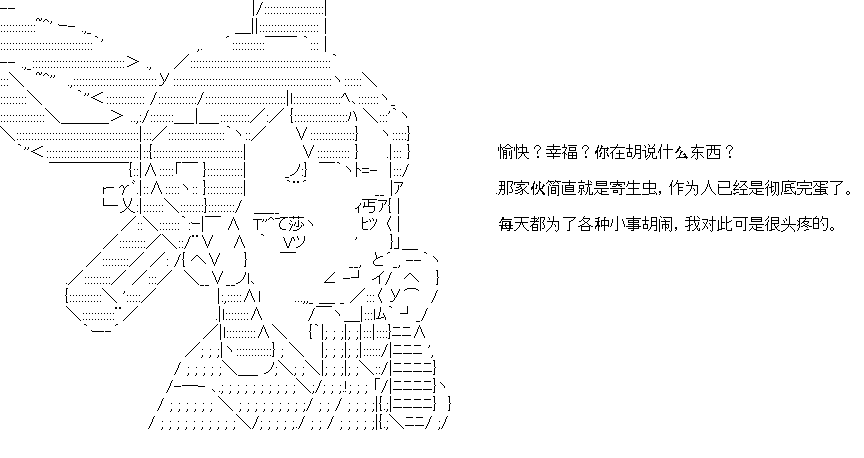 愉快？幸福？你在胡说什么东西？
那家伙简直就是寄生虫，作为人已经是彻底完蛋了。
每天都为了各种小事胡闹，我对此可是很头疼的。